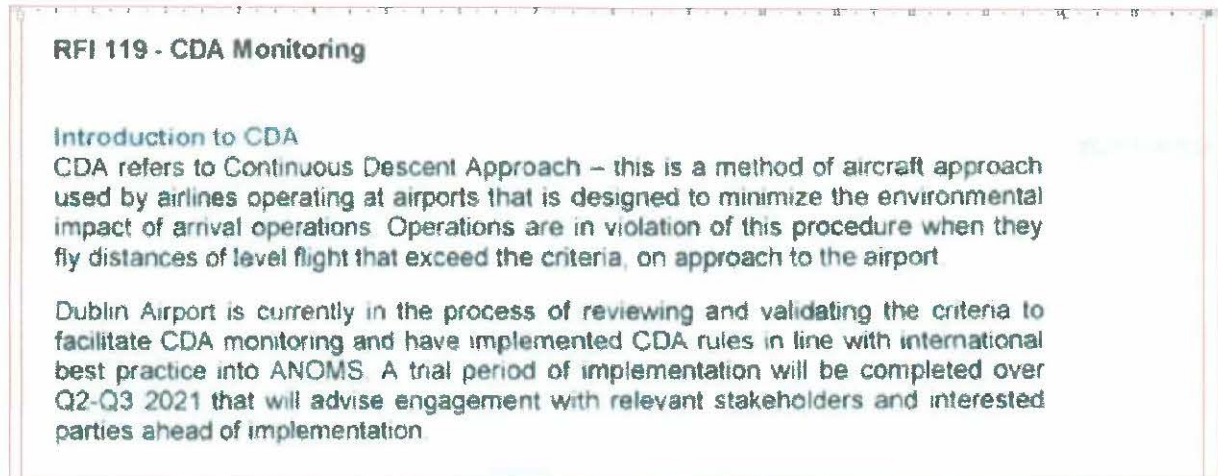 RFI 119 - CDA Monitoring
Introduction to CDA
CDA refers to Continuous Descent Approach – this is a method of aircraft approach
used by airlines operating at airports that is designed to minimize the environmental
impact of arrival operations. Operations are in violation of this procedure when they
fly distances of level flight that exceed the criteria, on approach to the airport.
Dublin Airport is currently in the process of reviewing and validating the criteria to
facilitate CDA monitoring and have implemented CDA rules in line with international
best practice into ANOMS. A trial period of implementation will be completed over
Q2-Q3 2021 that will advise engagement with relevant stakeholders and interested
parties ahead of implementation.